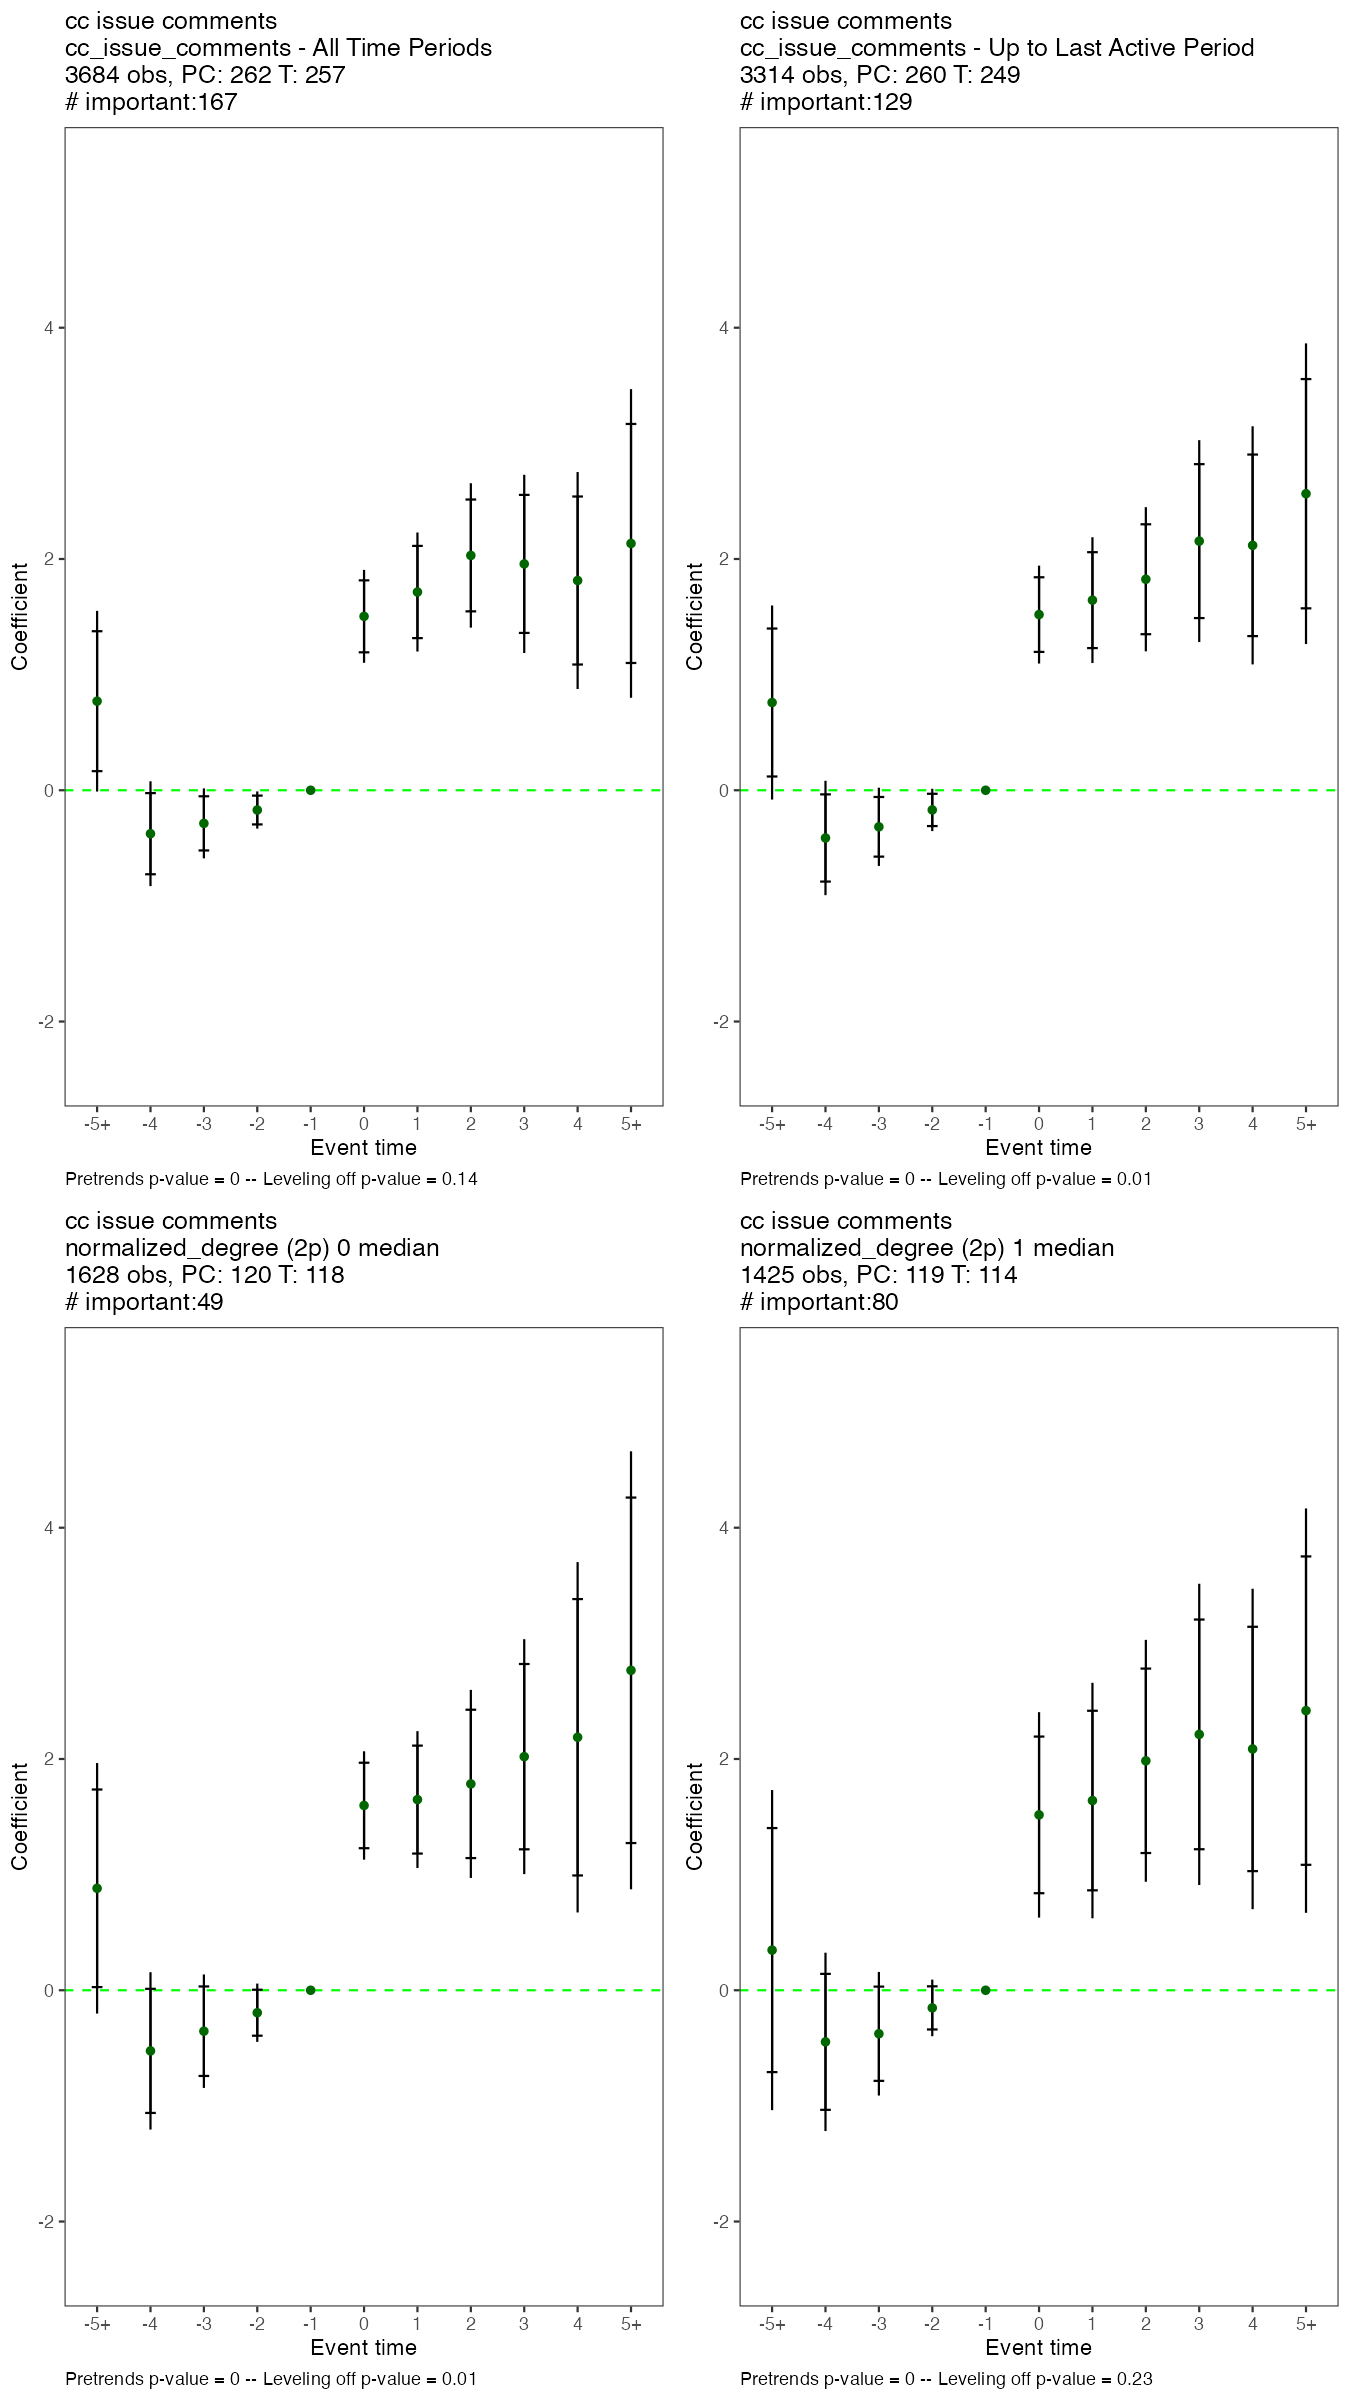 cc issue comments
cc_issue_comments - All Time Periods
3684 obs, PC: 262 T: 257
# important:167
Coefficient
4
2
0
-2
-5+ -4 -3 -2 -1 0 1 2 3 4 5+
Event time
Pretrends p-value = 0 -- Leveling off p-value = 0.14
cc issue comments
cc_issue_comments - Up to Last Active Period
3314 obs, PC: 260 T: 249
# important:129
Coefficient
4
2
0
-2
-5+ -4 -3 -2 -1 0 1 2 3 4 5+
Event time
Pretrends p-value = 0 -- Leveling off p-value = 0.01
cc issue comments
normalized_degree (2p) 0 median
1628 obs, PC: 120 T: 118
# important:49
Coefficient
4
2
0
-2
-5+ -4 -3 -2 -1 0 1 2 3 4 5+
Event time
Pretrends p-value = 0 -- Leveling off p-value = 0.01
cc issue comments
normalized_degree (2p) 1 median
1425 obs, PC: 119 T: 114
# important:80
Coefficient
4
2
0
-2
-5+ -4 -3 -2 -1 0 1 2 3 4 5+
Event time
Pretrends p-value = 0 -- Leveling off p-value = 0.23